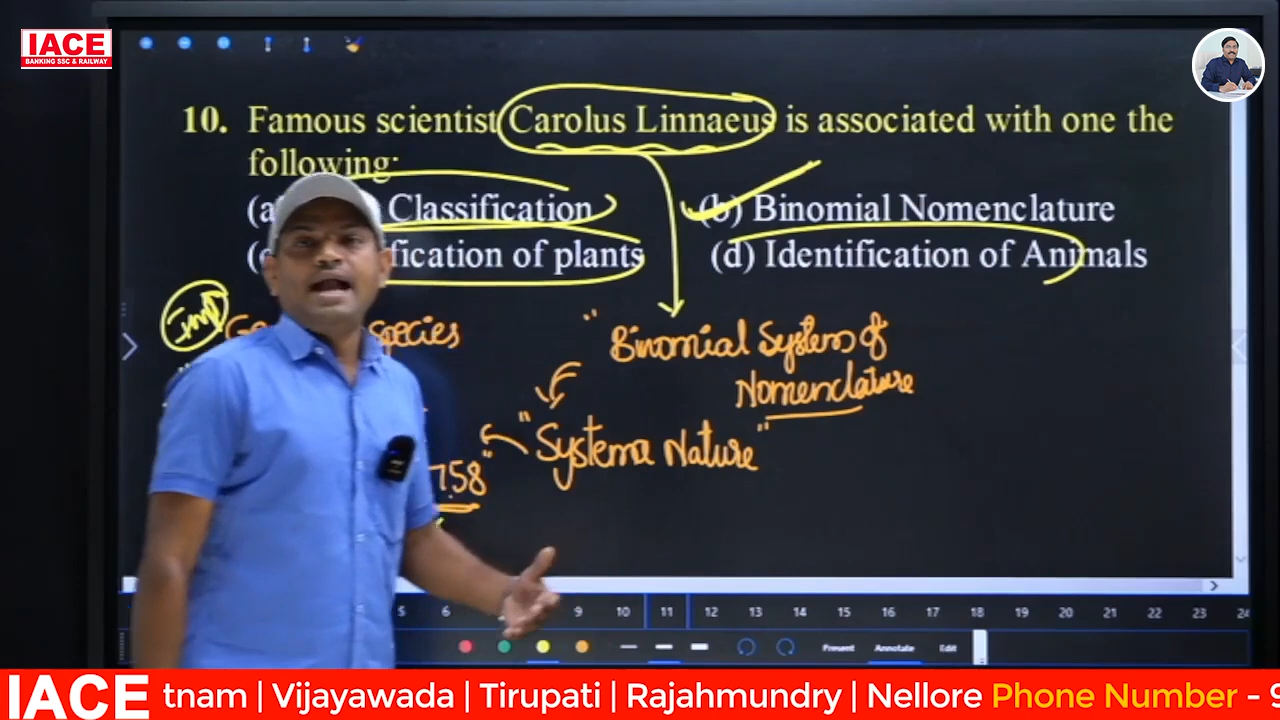 IACE
BANKING SSC & RAILWAY
10. Famous scientist Carolus Linnaeus is associated with one the
following:
(a) Classification (b) Binomial Nomenclature
fication of plants (d) Identification of Animals
Imp
Species
" Binomial System of
Nomenclature
"Systema Nature"
758"
5 6 9 10 11 12 13 14 15 16 17 18 19 20 21 22 23 24
Present Annotate Edit
IACE tnam | Vijayawada | Tirupati | Rajahmundry | Nellore Phone Number - 9